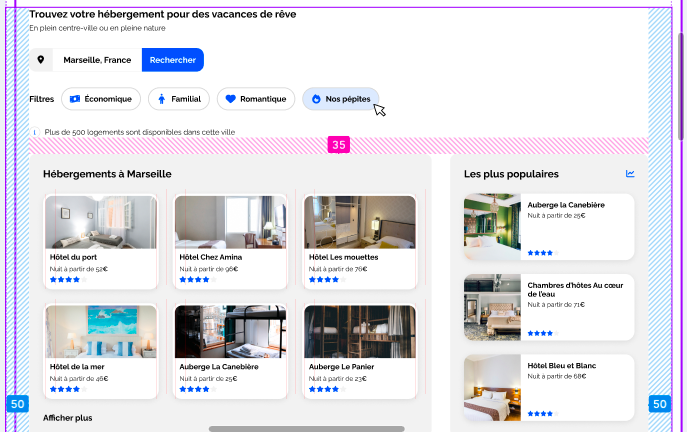 Trouvez votre hébergement pour des vacances de rêve
En plein centre-ville ou en pleine nature
Marseille, France
Rechercher
Filtres
Économique
Familial
Romantique
Nos pépites
i
Plus de 500 logements sont disponibles dans cette ville
35
Hébergements à Marseille
Hôtel du port
Nuit à partir de 52€
Hôtel Chez Amina
Nuit à partir de 96€
Hôtel Les mouettes
Nuit à partir de 76€
Hôtel de la mer
Nuit à partir de 46€
Auberge La Canebière
Nuit à partir de 25€
Auberge Le Panier
Nuit à partir de 23€
Afficher plus
Les plus populaires
Auberge la Canebière
Nuit à partir de 25€
Chambres d'hôtes Au cœur
de l'eau
Nuit à partir de 71€
Hôtel Bleu et Blanc
Nuit à partir de 68€
50
50